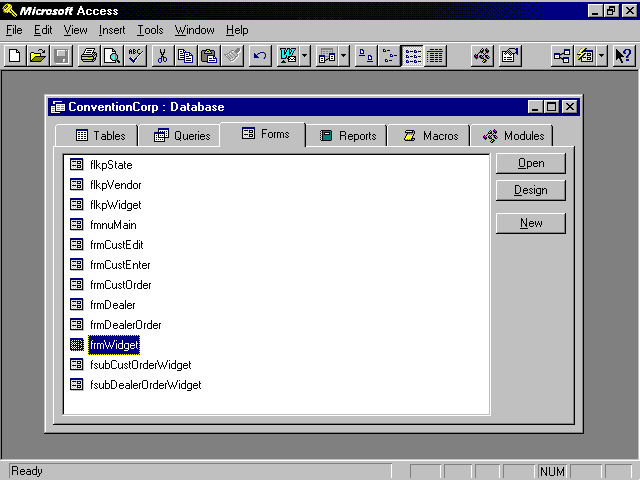 Microsoft Access
File Edit View Insert Tools Window Help
ABC W
ConventionCorp : Database
Tables Queries Forms Reports Macros Modules
flkpState
flkpVendor
flkpWidget
fmnuMain
frmCustEdit
frmCustEnter
frmCustOrder
frmDealer
frmDealerOrder
frmWidget
fsubCustOrderWidget
fsubDealerOrderWidget
Open
Design
New
Ready NUM